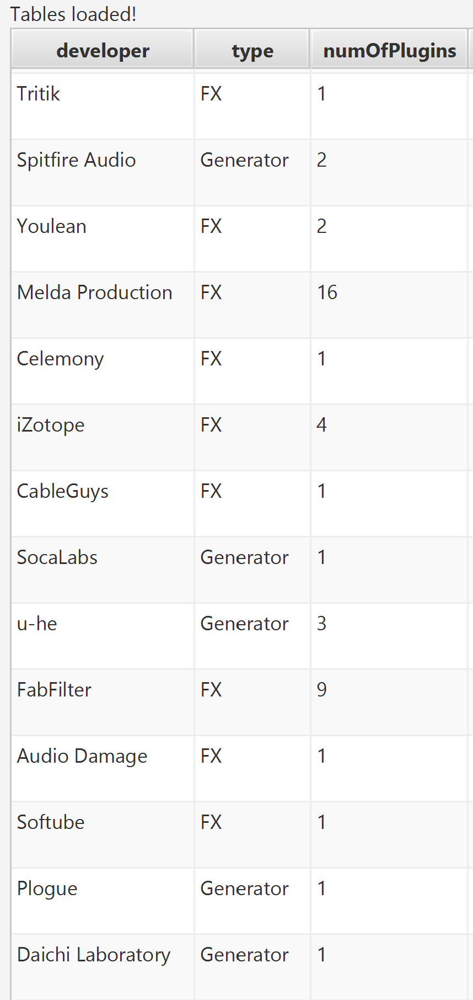 Tables loaded!
developer type numOfPlugins
Tritik FX 1
Spitfire Audio Generator 2
Youlean FX 2
Melda Production FX 16
Celemony FX 1
iZotope FX 4
CableGuys FX 1
SocaLabs Generator 1
u-he Generator 3
FabFilter FX 9
Audio Damage FX 1
Softube FX 1
Plogue Generator 1
Daichi Laboratory Generator 1